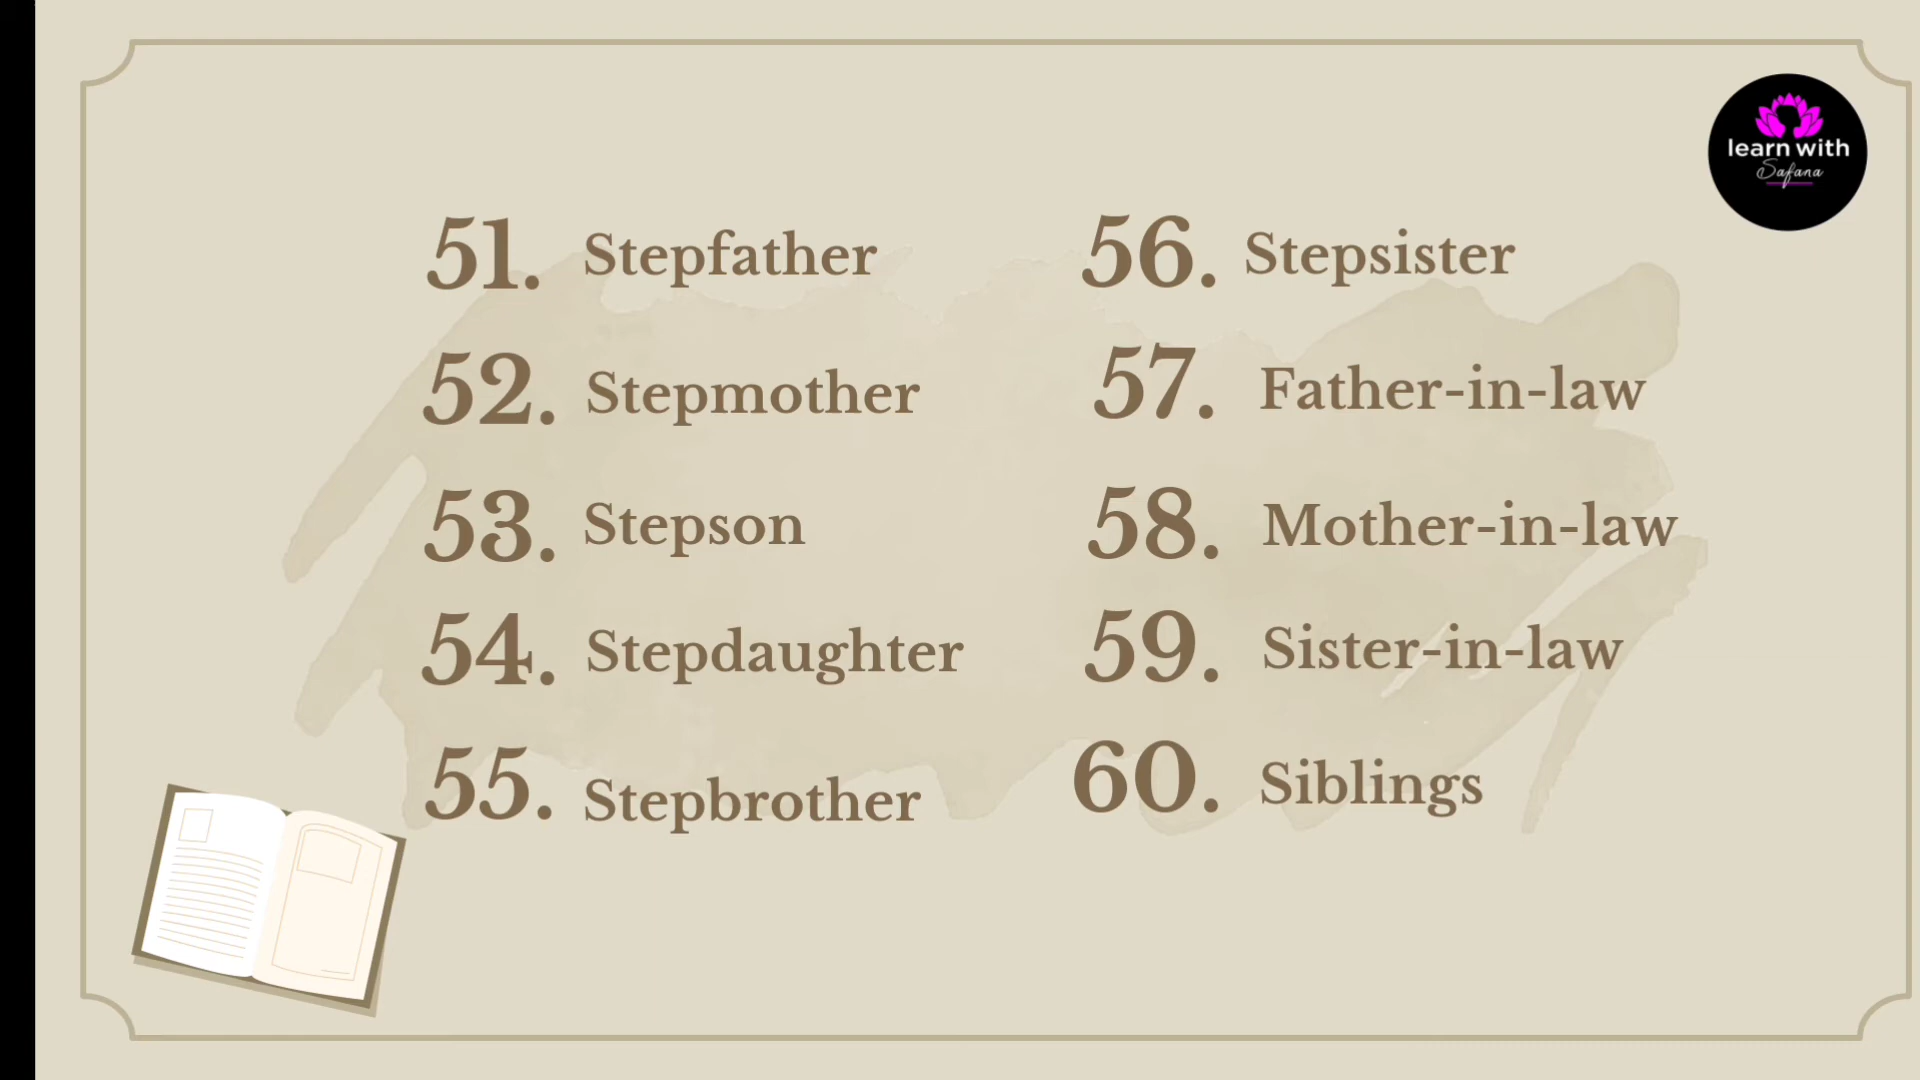 learn with
Safana
51. Stepfather
52. Stepmother
53. Stepson
54. Stepdaughter
55. Stepbrother
56. Stepsister
57. Father-in-law
58. Mother-in-law
59. Sister-in-law
60. Siblings